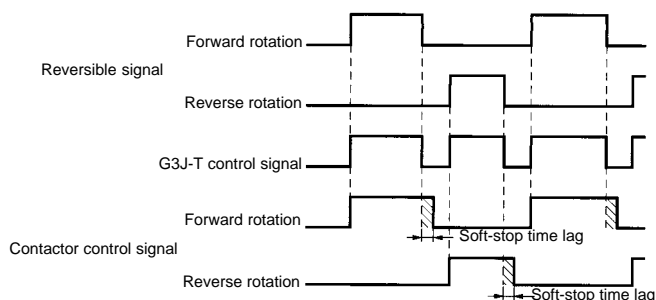 Forward rotation
Reversible signal
Reverse rotation
G3J-T control signal
Forward rotation
Soft-stop time lag
Contactor control signal
Reverse rotation
Soft-stop time lag